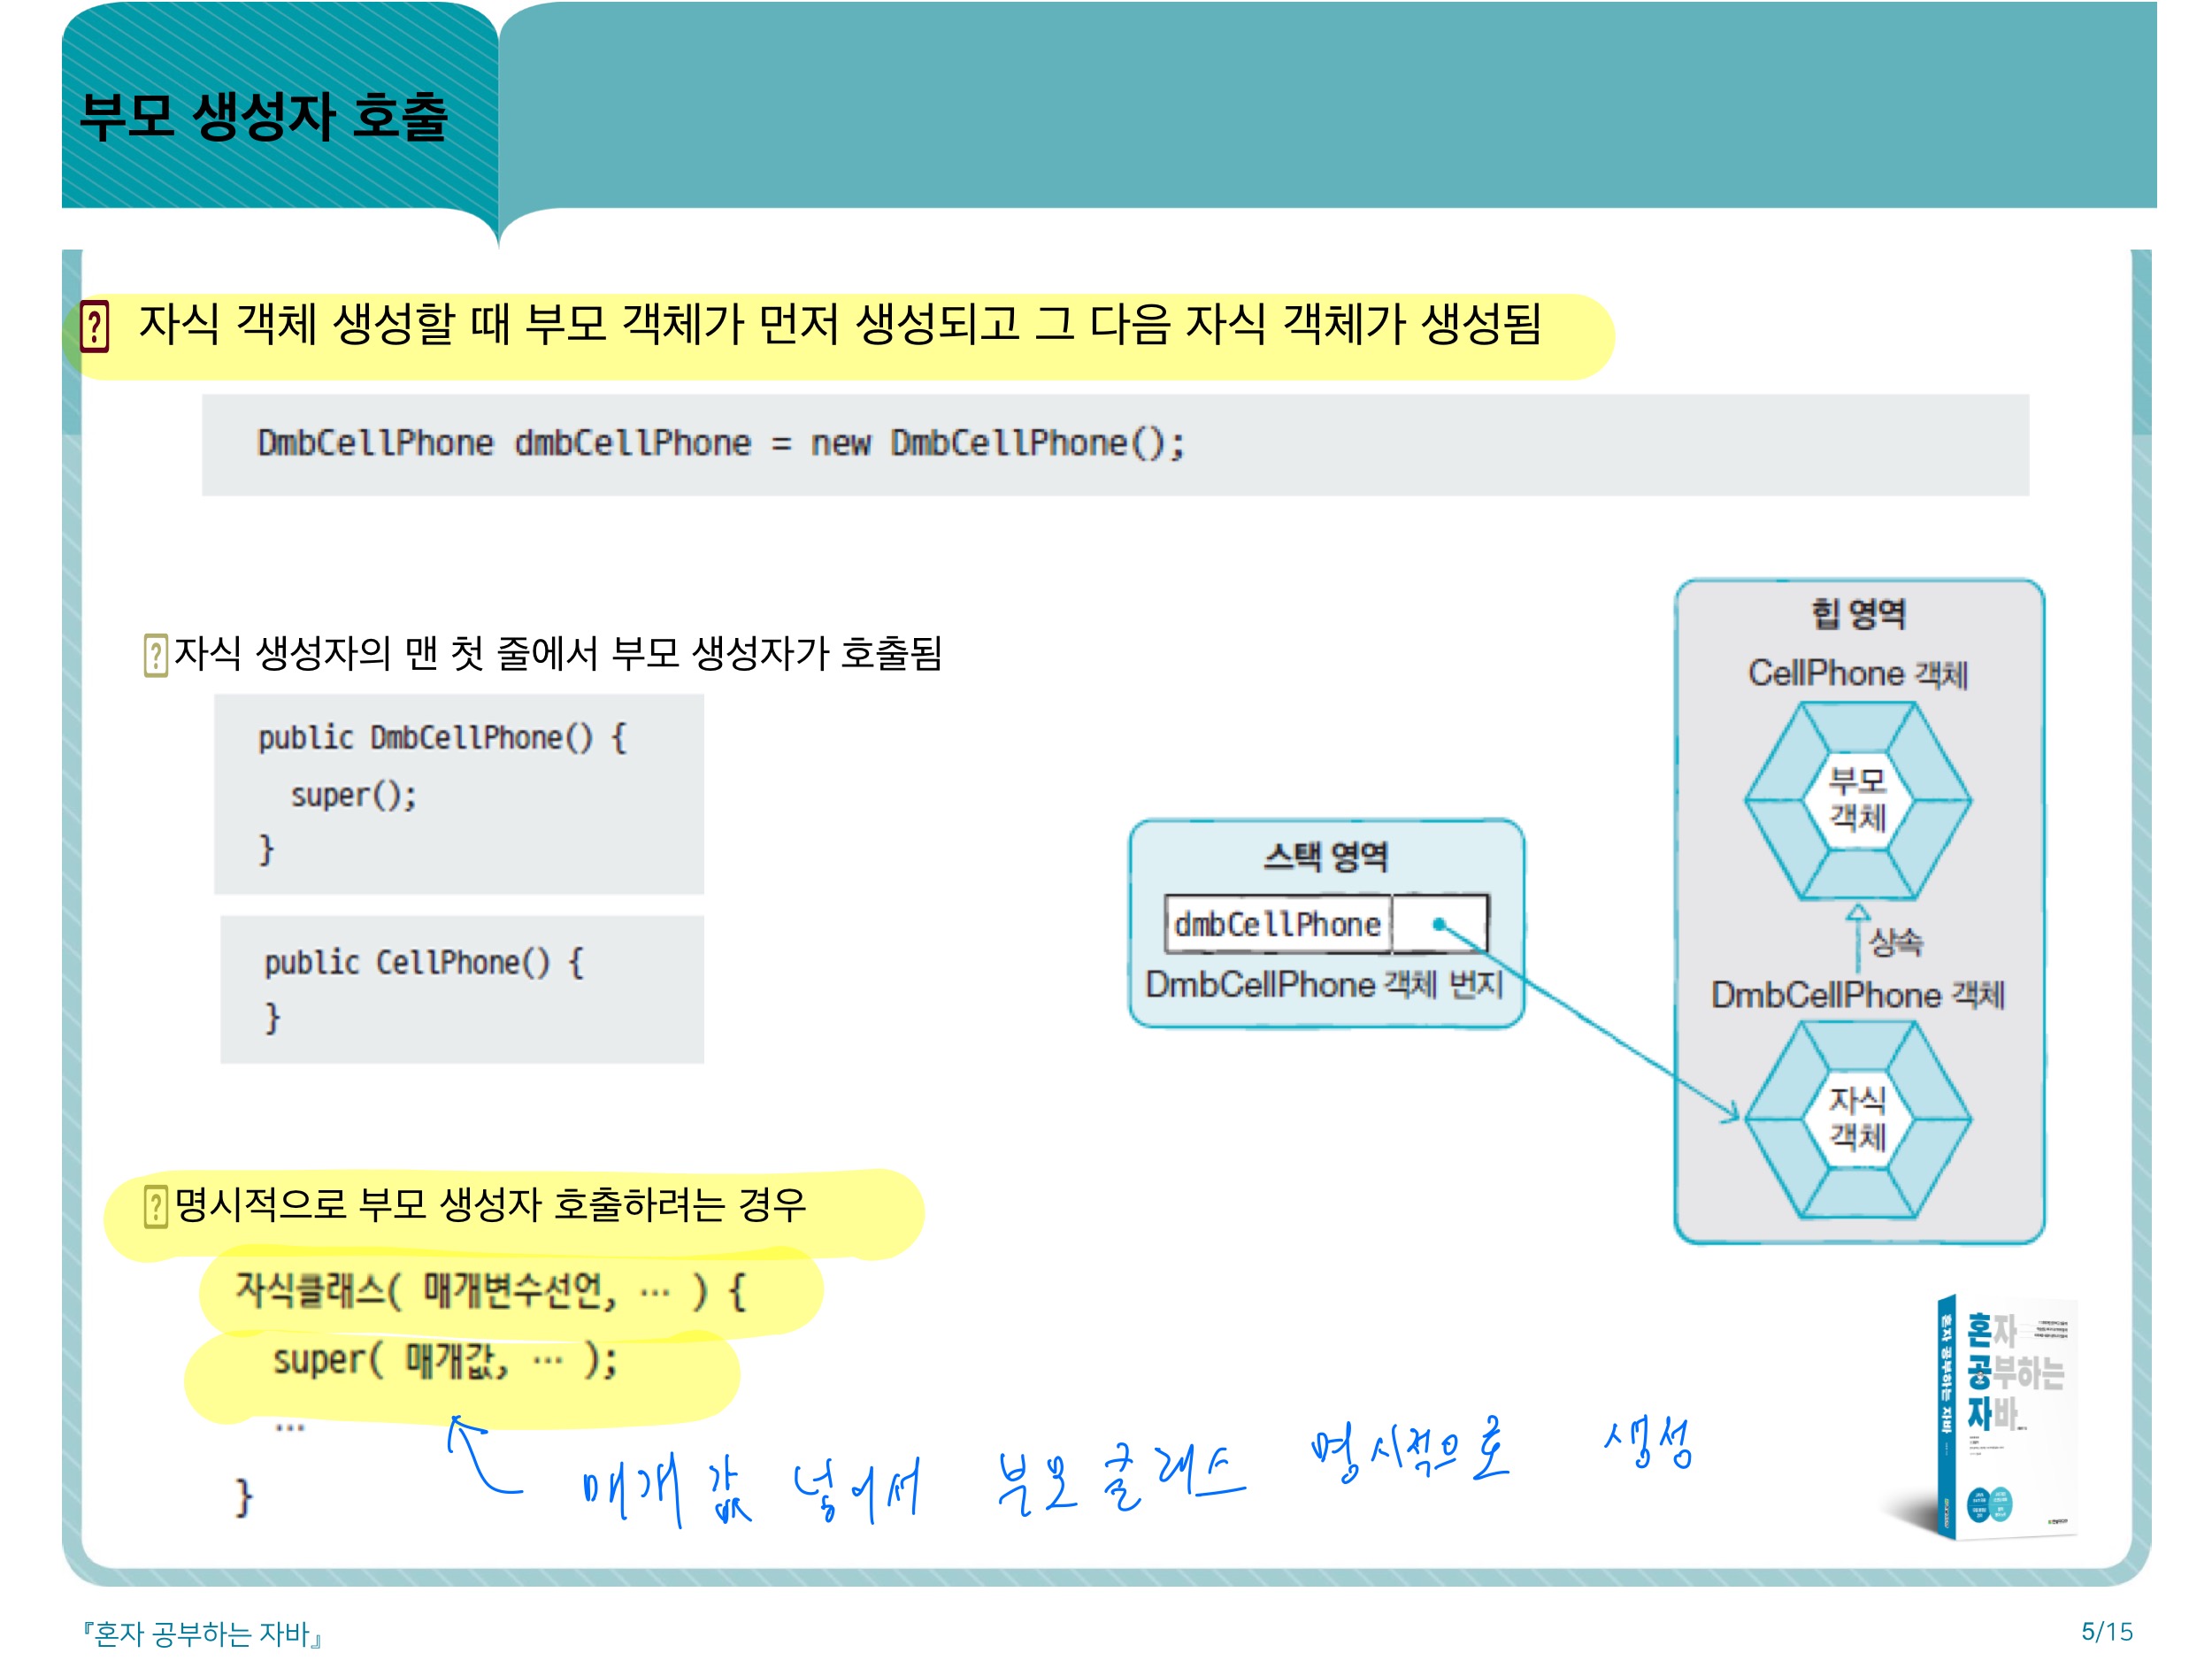 부모 생성자 호출
자식 객체 생성할 때 부모 객체가 먼저 생성되고 그 다음 자식 객체가 생성됨
DmbCellPhone dmbCellPhone = new DmbCellPhone();
자식 생성자의 맨 첫 줄에서 부모 생성자가 호출됨
public DmbCellPhone() {
super();
}
public CellPhone() {
}
스택 영역
dmbCellPhone
DmbCellPhone 객체 번지
힙 영역
CellPhone 객체
부모
객체
상속
DmbCellPhone 객체
자식
객체
명시적으로 부모 생성자 호출하려는 경우
자식클래스( 매개변수선언, … ) {
super( 매개값, … );
…
}
매개 값 넣어서 부모 클래스 명시적으로 생성
혼자 공부하는 자바
혼자
공부하는
자바
『혼자 공부하는 자바』
5/15